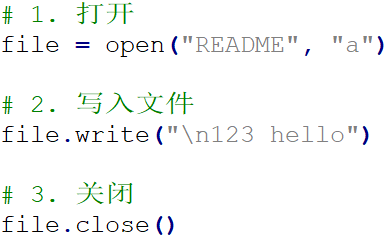 # 1. 打开
file = open("README", "a")
# 2. 写入文件
file.write("\n123 hello")
# 3. 关闭
file.close()